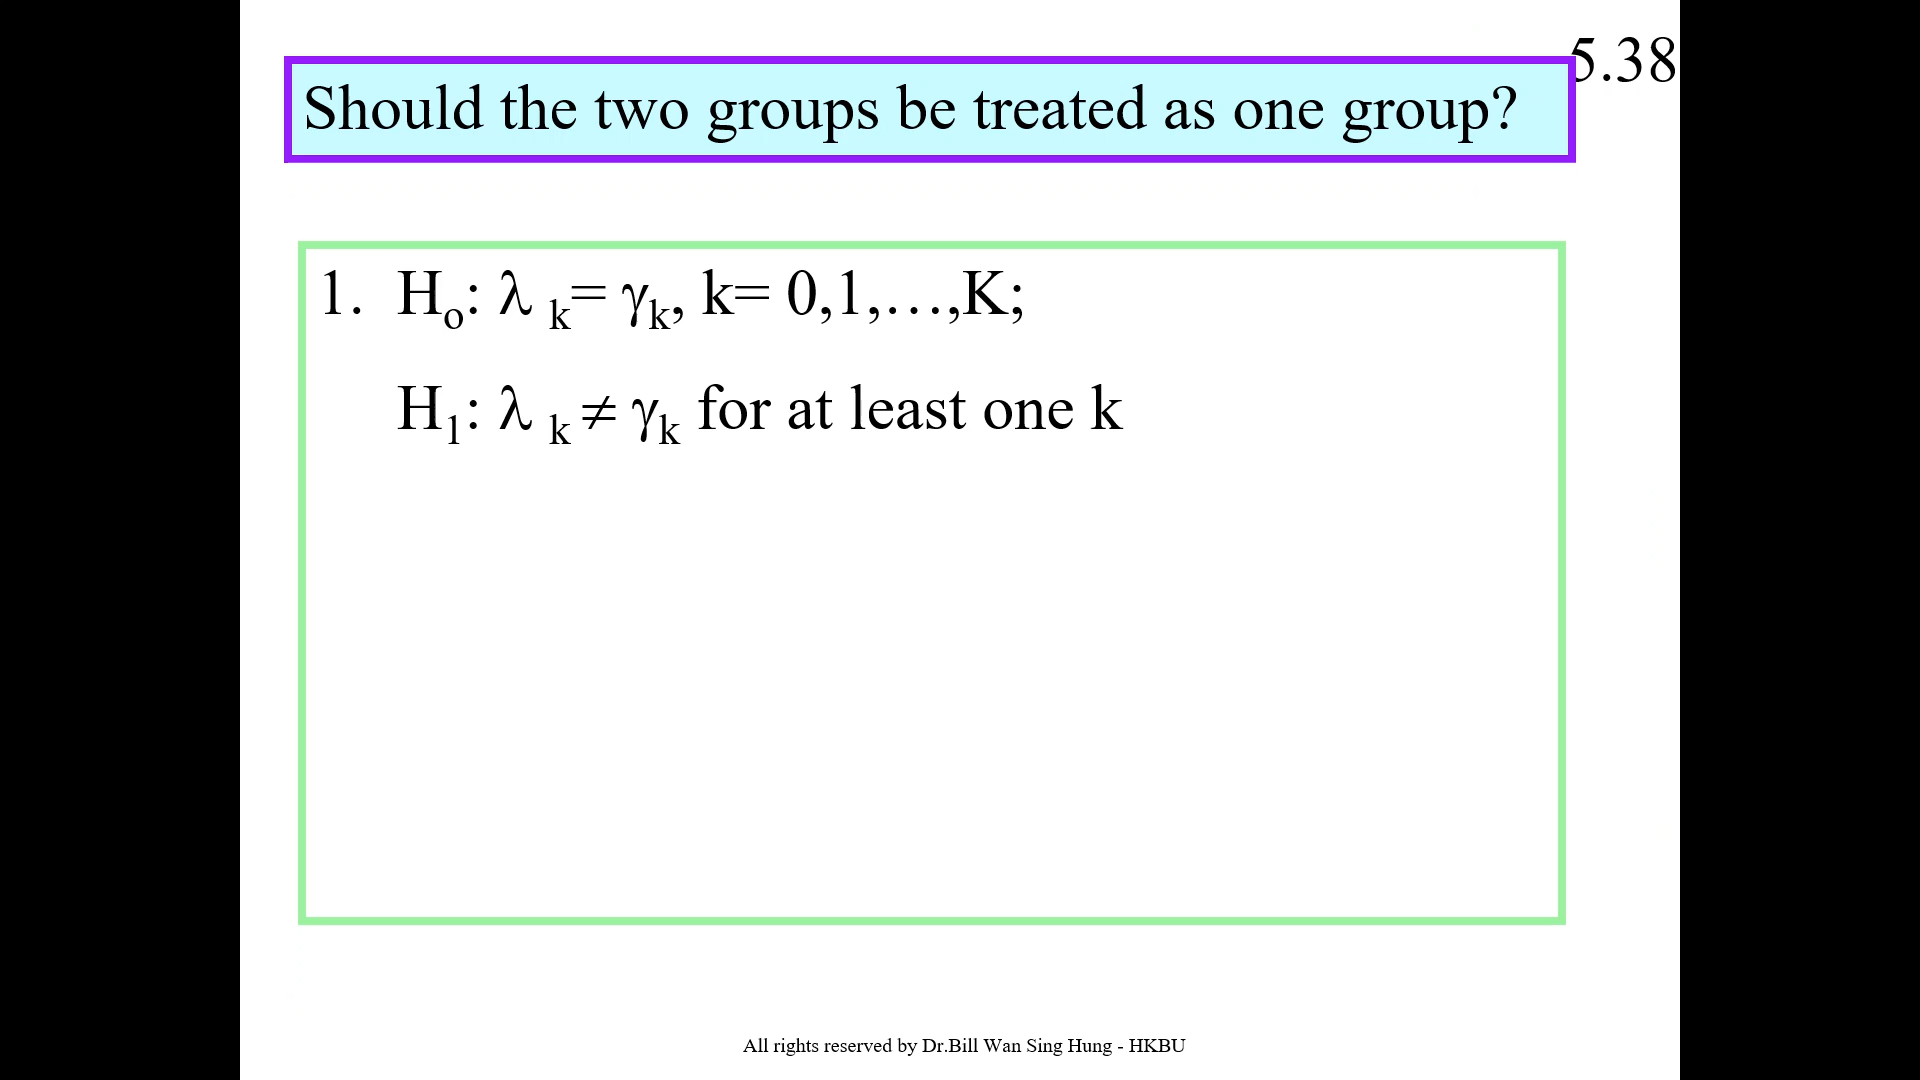 5.38
Should the two groups be treated as one group?
1. Hₒ: λ ₖ= γₖ, k= 0,1,…,K;
H₁: λ ₖ ≠ γₖ for at least one k
All rights reserved by Dr.Bill Wan Sing Hung - HKBU